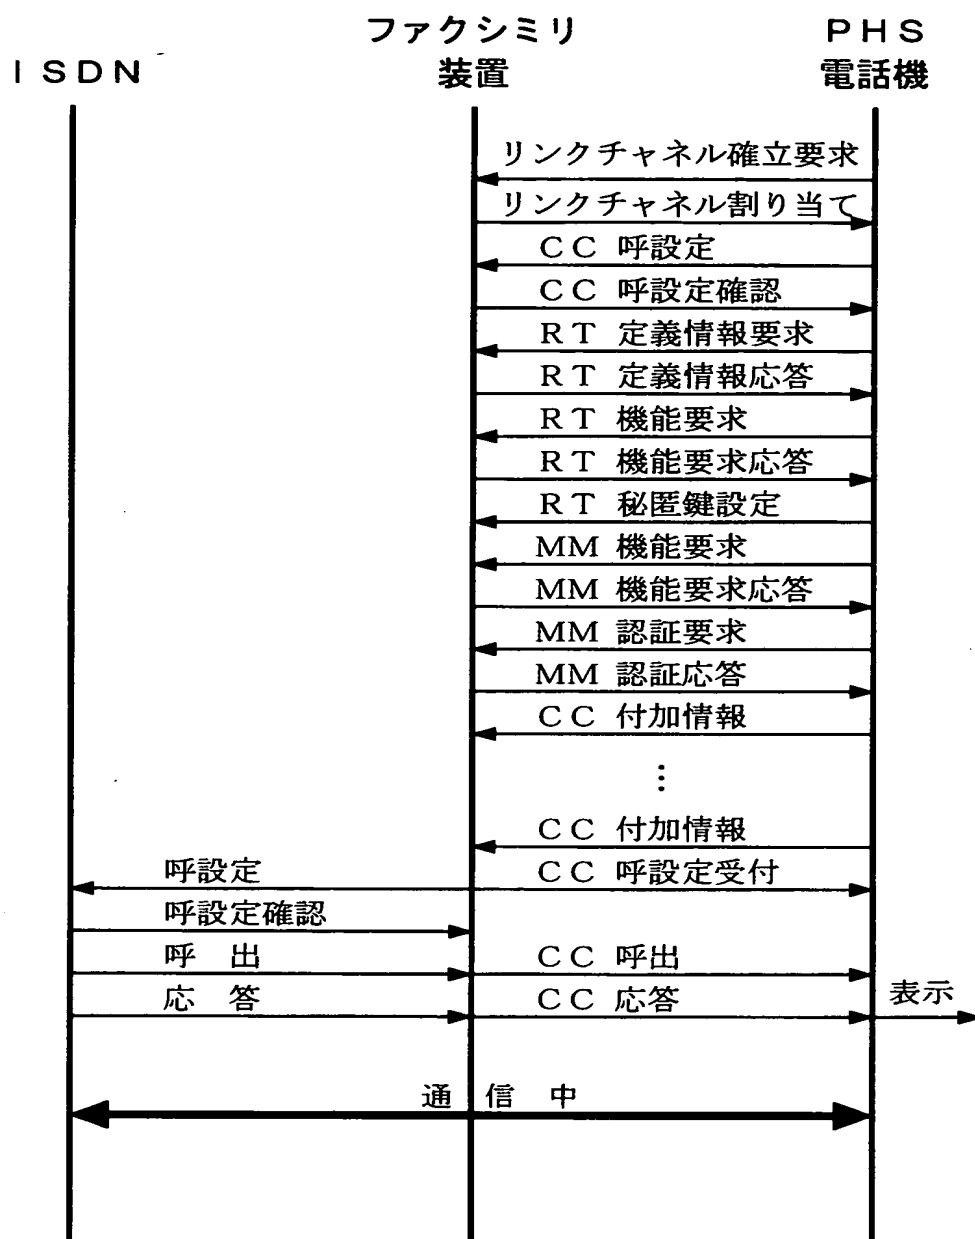 ファクシミリ PHS
ISDN 装置 電話機
リンクチャネル確立要求
リンクチャネル割り当て
CC 呼設定
CC 呼設定確認
RT 定義情報要求
RT 定義情報応答
RT 機能要求
RT 機能要求応答
RT 秘匿鍵設定
MM 機能要求
MM 機能要求応答
MM 認証要求
MM 認証応答
CC 付加情報
⋮
CC 付加情報
呼設定 CC 呼設定受付
呼設定確認
呼 出 CC 呼出
応 答 CC 応答 表示
通 信 中